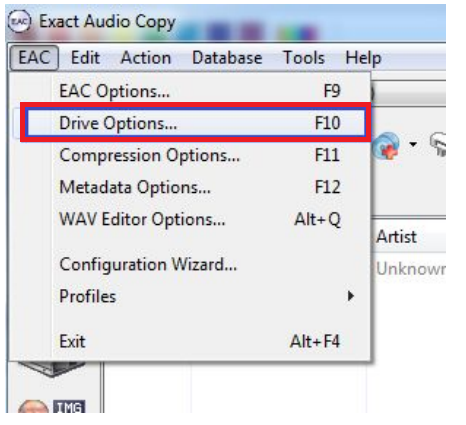 EAC Exact Audio Copy
EAC Edit Action Database Tools Help
EAC Options... F9
Drive Options... F10
Compression Options... F11
Metadata Options... F12
WAV Editor Options... Alt+Q
Artist
Configuration Wizard...
Unknown
Profiles
Exit Alt+F4
IMG